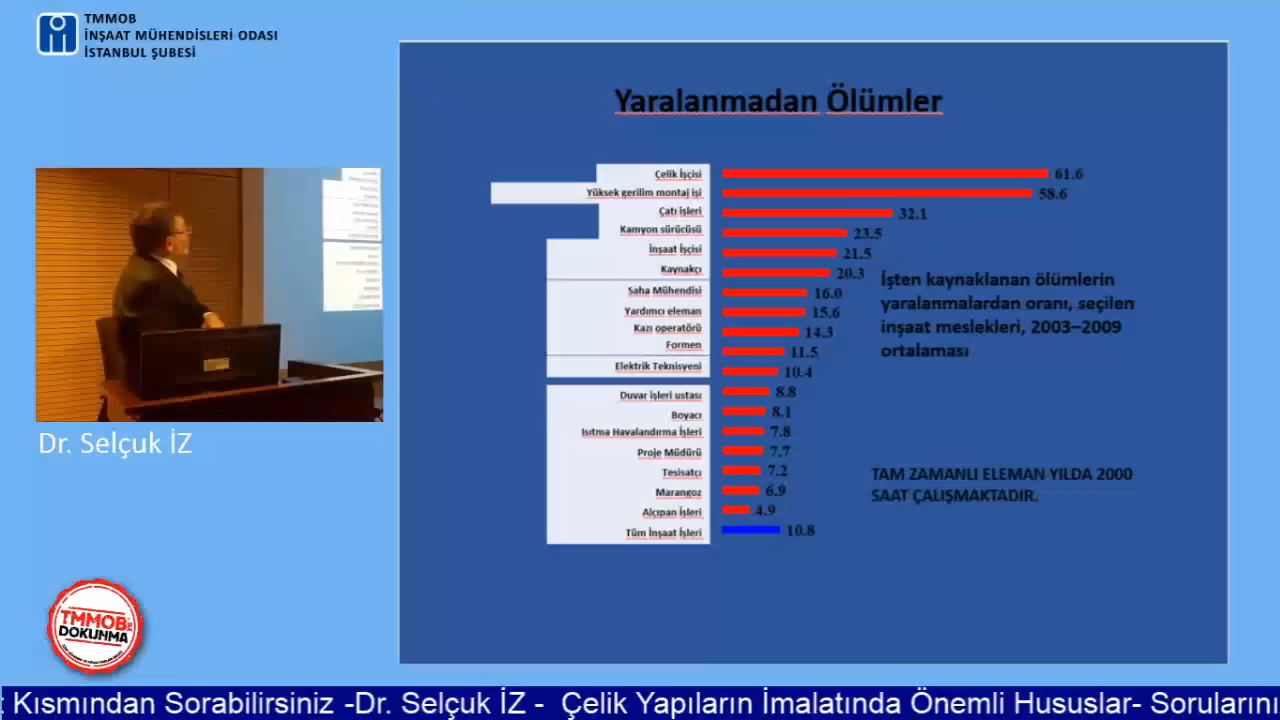 TMMOB
İNŞAAT MÜHENDİSLERİ ODASI
İSTANBUL ŞUBESİ
Yaralanmadan Ölümler
Çelik İşçisi 61.6
Yüksek gerilim montaj işi 58.6
Çatı işleri 32.1
Kamyon sürücüsü 23.5
İnşaat İşçisi 21.5
Kaynakçı 20.3
Saha Mühendisi 16.0
Yardımcı eleman 15.6
Kazı operatörü 14.3
Formen 11.5
Elektrik Teknisyeni 10.4
Duvar işleri ustası 8.8
Boyacı 8.1
Isıtma Havalandırma İşleri 7.8
Proje Müdürü 7.7
Tesisatçı 7.2
Marangoz 6.9
Alçıpan İşleri 4.9
Tüm İnşaat İşleri 10.8
İşten kaynaklanan ölümlerin
yaralanmalardan oranı, seçilen
inşaat meslekleri, 2003–2009
ortalaması
TAM ZAMANLI ELEMAN YILDA 2000
SAAT ÇALIŞMAKTADIR.
Dr. Selçuk İZ
TMMOB
DOKUNMA
Kısmından Sorabilirsiniz -Dr. Selçuk İZ - Çelik Yapıların İmalatında Önemli Hususlar- Sorularını